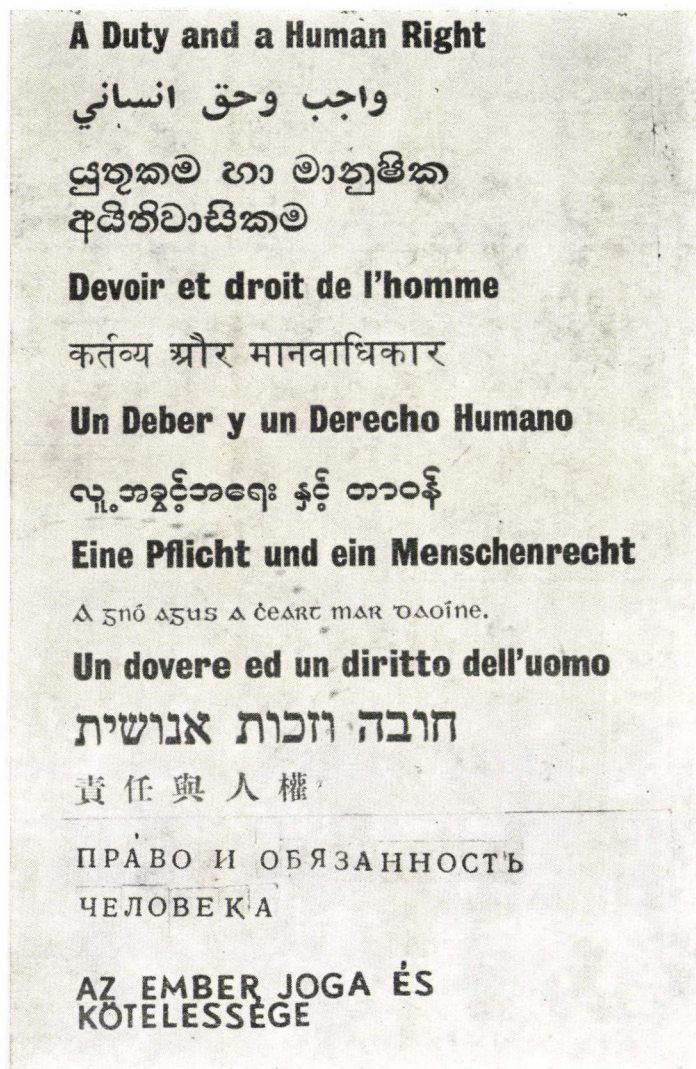 A Duty and a Human Right
واجب وحق انساني
යුතුකම හා මානුෂික
අයිතිවාසිකම
Devoir et droit de l'homme
कर्तव्य और मानवाधिकार
Un Deber y un Derecho Humano
လူ့အခွင့်အရေး နှင့် တာဝန်
Eine Pflicht und ein Menschenrecht
A gnó agus a ċeart mar daoíne.
Un dovere ed un diritto dell'uomo
חובה וזכות אנושית
責任與人權
ПРАВО И ОБЯЗАННОСТЬ
ЧЕЛОВЕКА
AZ EMBER JOGA ÉS
KÖTELESSÉGE